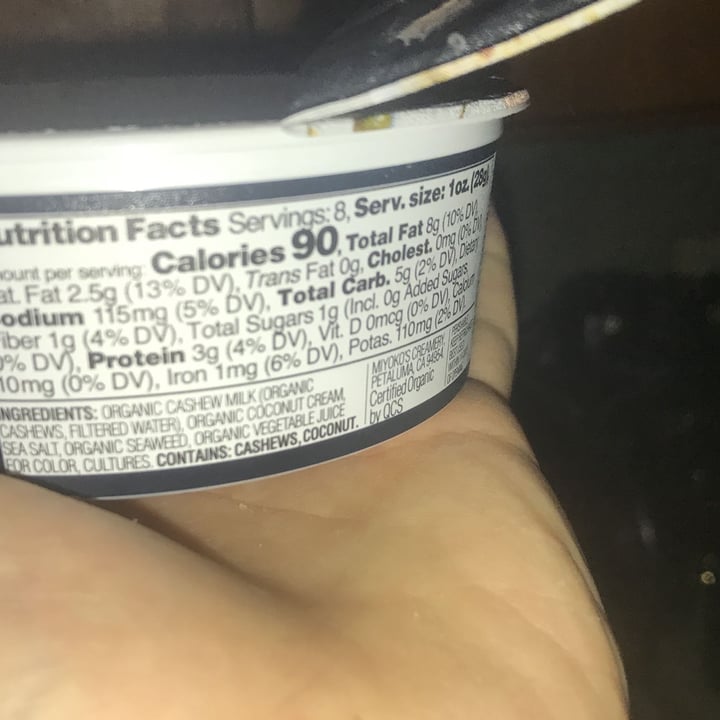 utrition Facts Servings: 8, Serv. size: 1oz. (28g),
ount per serving: Calories 90, Total Fat 8g (10% DV),
at. Fat 2.5g (13% DV), Trans Fat 0g, Cholest. 0mg (0% DV),
odium 115mg (5% DV), Total Carb. 5g (2% DV), Dietary
iber 1g (4% DV), Total Sugars 1g (Incl. 0g Added Sugars,
0% DV), Protein 3g (4% DV), Vit. D 0mcg (0% DV), Calcium
10mg (0% DV), Iron 1mg (6% DV), Potas. 110mg (2% DV).
NGREDIENTS: ORGANIC CASHEW MILK (ORGANIC
CASHEWS, FILTERED WATER), ORGANIC COCONUT CREAM,
SEA SALT, ORGANIC SEAWEED, ORGANIC VEGETABLE JUICE
FOR COLOR, CULTURES. CONTAINS: CASHEWS, COCONUT.
MIYOKO'S CREAMERY,
PETALUMA, CA 94954
Certified Organic
by QCS